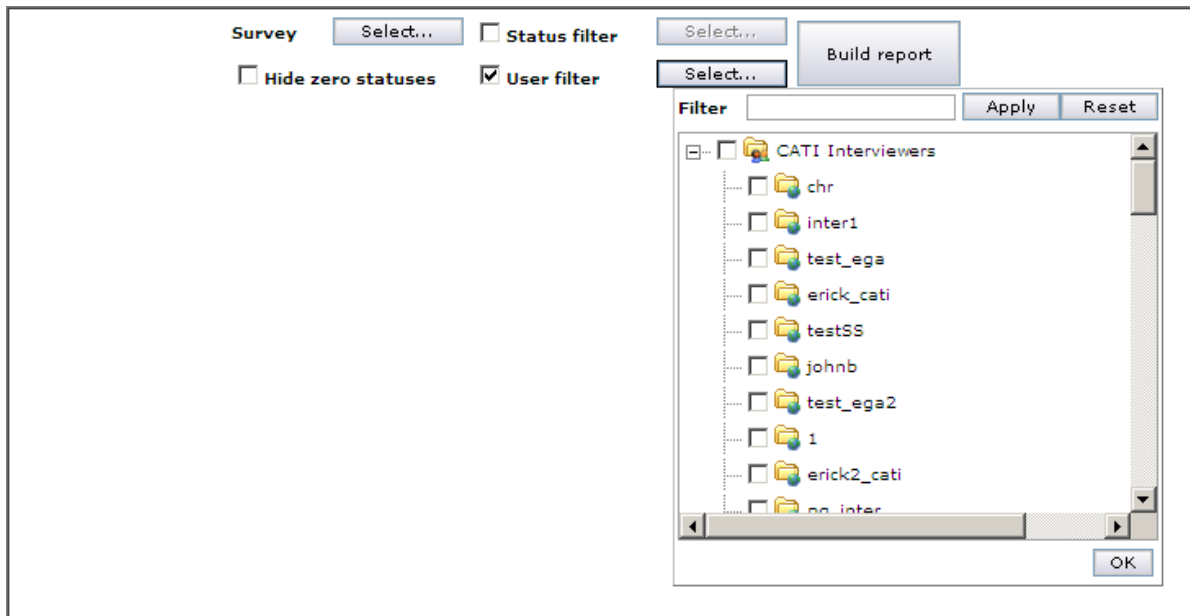 Survey Select... Status filter Select... Build report
Hide zero statuses User filter Select...
Filter Apply Reset
CATI Interviewers
chr
inter1
test_ega
erick_cati
testSS
johnb
test_ega2
1
erick2_cati
OK